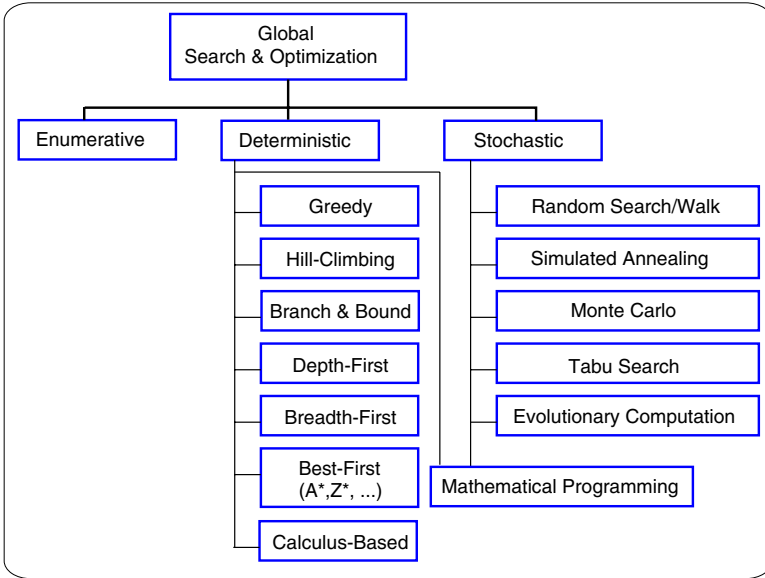 Global
Search & Optimization
Enumerative
Deterministic
Stochastic
Greedy
Hill-Climbing
Branch & Bound
Depth-First
Breadth-First
Best-First
(A*,Z*, ...)
Calculus-Based
Random Search/Walk
Simulated Annealing
Monte Carlo
Tabu Search
Evolutionary Computation
Mathematical Programming